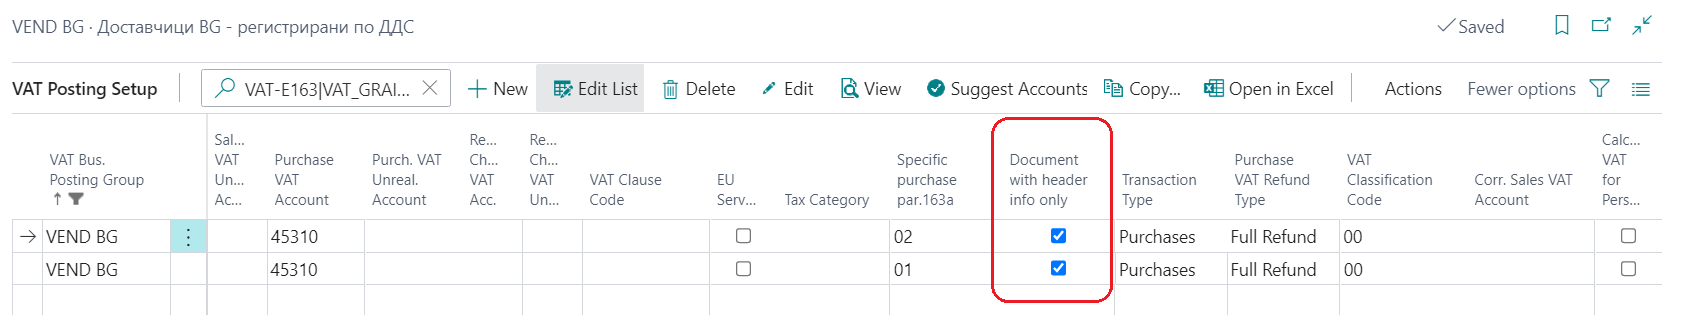 VEND BG · Доставчици BG - регистрирани по ДДС
Saved
VAT Posting Setup
VAT-E163|VAT_GRAI...
New
Edit List
Delete
Edit
View
Suggest Accounts
Copy...
Open in Excel
Actions
Fewer options
VAT Bus. Posting Group
Sal... VAT Un... Ac...
Purchase VAT Account
Purch. VAT Unreal. Account
Re... Ch... VAT Acc.
Re... Ch... VAT Un...
VAT Clause Code
EU Serv...
Tax Category
Specific purchase par.163a
Document with header info only
Transaction Type
Purchase VAT Refund Type
VAT Classification Code
Corr. Sales VAT Account
Calc... VAT for Pers...
VEND BG 45310 02 Purchases Full Refund 00
VEND BG 45310 01 Purchases Full Refund 00